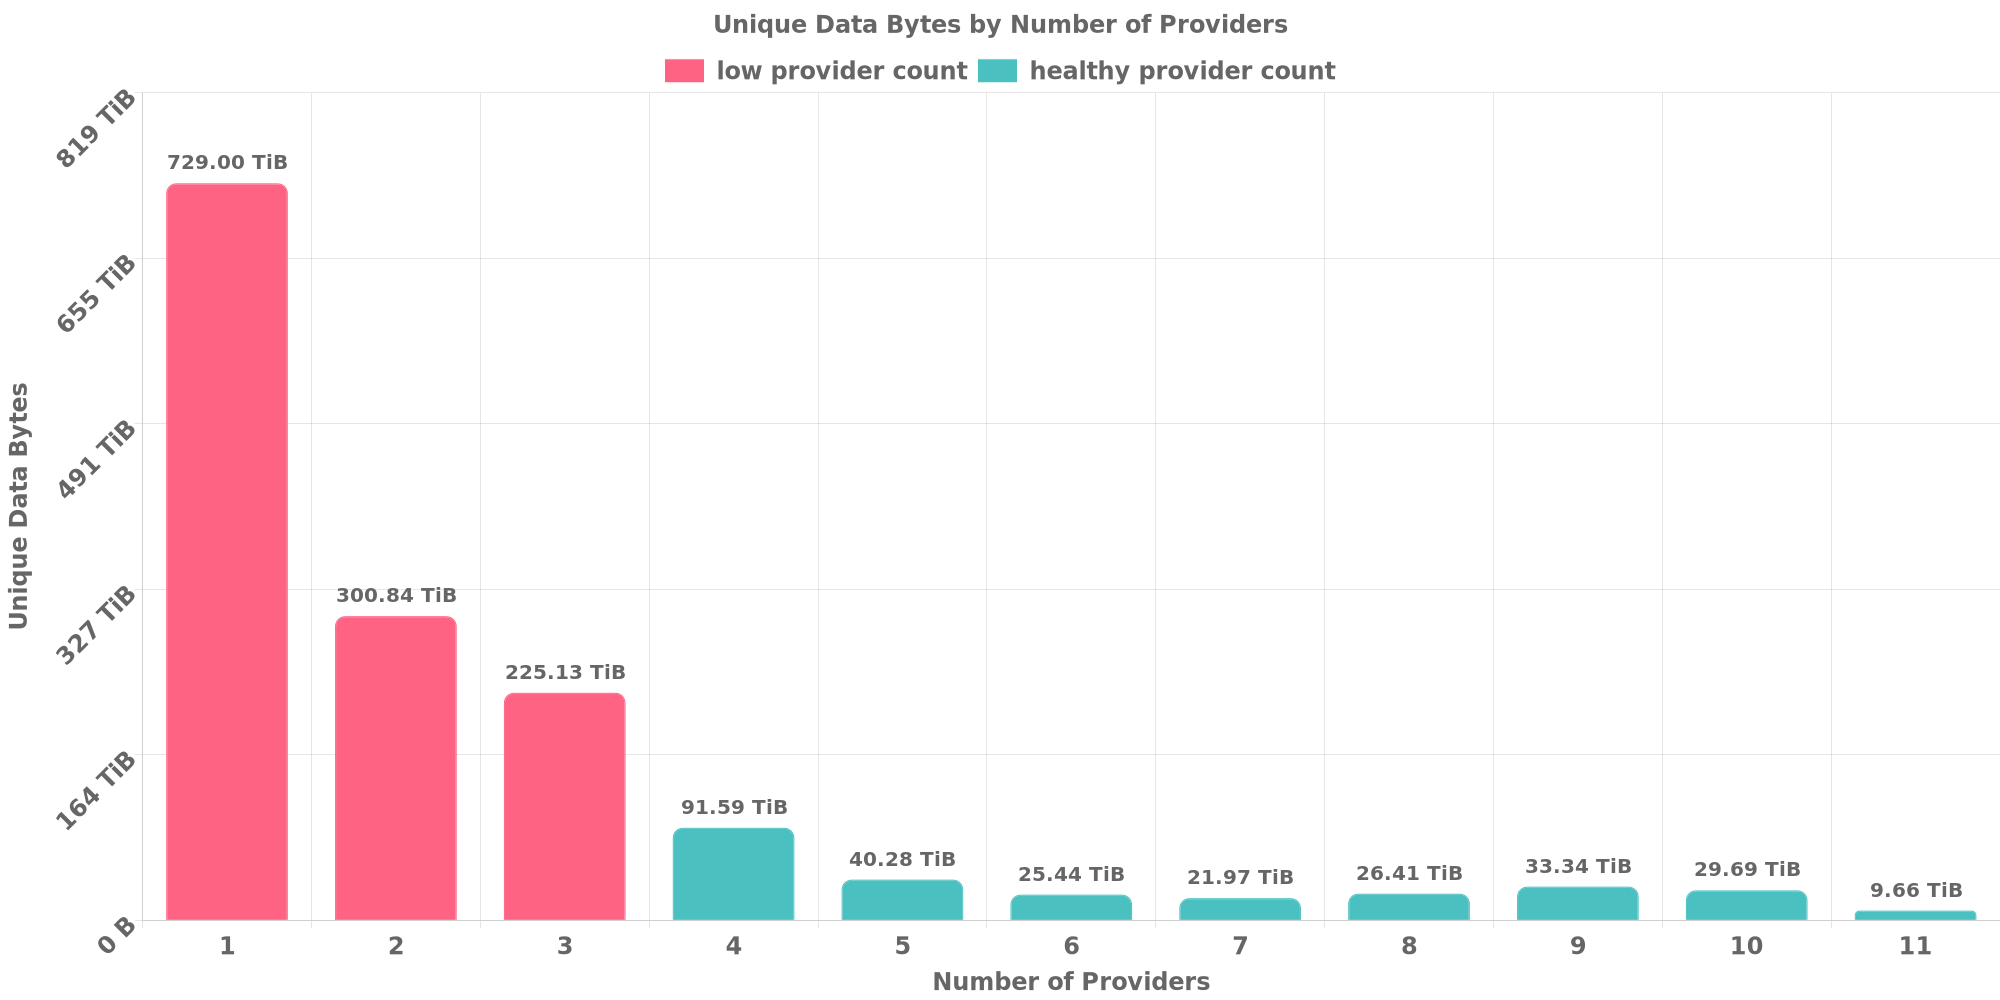 Unique Data Bytes by Number of Providers
low provider count healthy provider count
819 TiB
655 TiB
491 TiB
327 TiB
164 TiB
0 B
Unique Data Bytes
729.00 TiB
300.84 TiB
225.13 TiB
91.59 TiB
40.28 TiB
25.44 TiB
21.97 TiB
26.41 TiB
33.34 TiB
29.69 TiB
9.66 TiB
1 2 3 4 5 6 7 8 9 10 11
Number of Providers